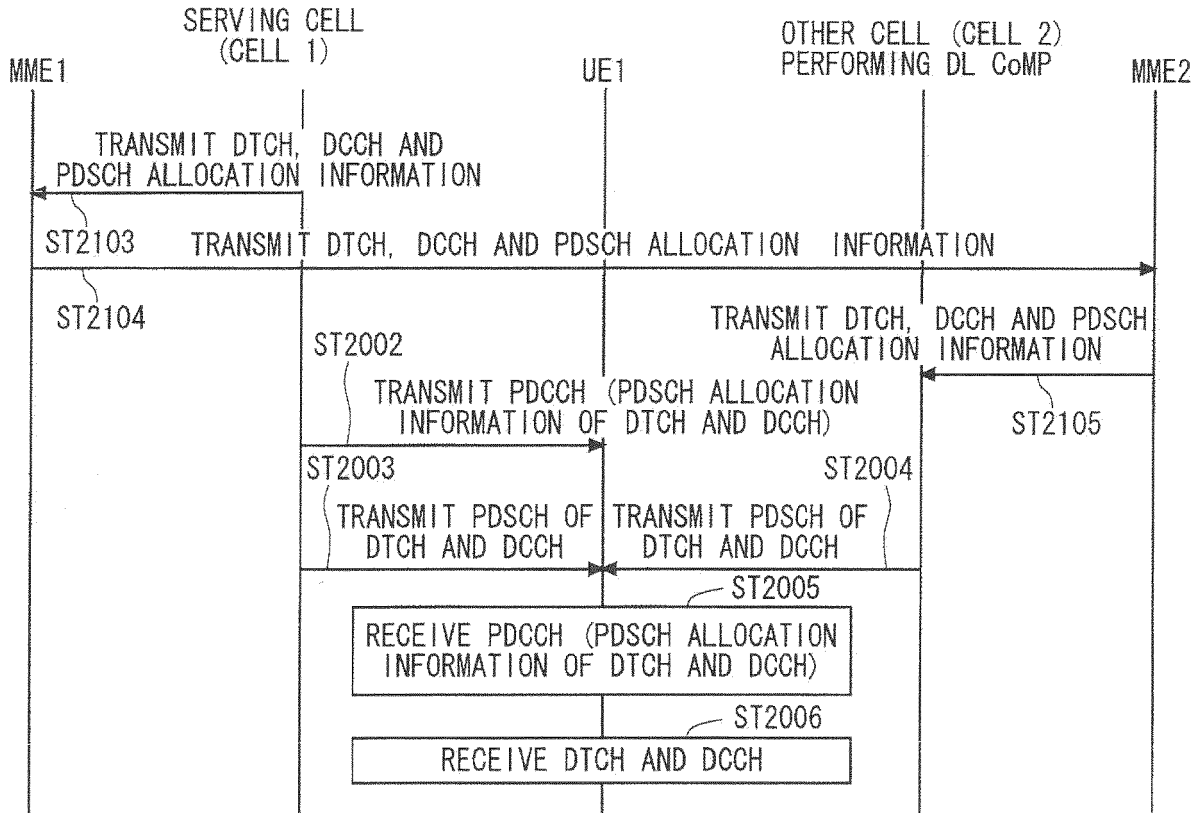 SERVING CELL
(CELL 1)
OTHER CELL (CELL 2)
PERFORMING DL CoMP
MME1
UE1
MME2
TRANSMIT DTCH, DCCH AND
PDSCH ALLOCATION INFORMATION
ST2103
TRANSMIT DTCH, DCCH AND PDSCH ALLOCATION INFORMATION
ST2104
TRANSMIT DTCH, DCCH AND PDSCH
ALLOCATION INFORMATION
ST2105
ST2002
TRANSMIT PDCCH (PDSCH ALLOCATION
INFORMATION OF DTCH AND DCCH)
ST2003
ST2004
TRANSMIT PDSCH OF
DTCH AND DCCH
TRANSMIT PDSCH OF
DTCH AND DCCH
ST2005
RECEIVE PDCCH (PDSCH ALLOCATION
INFORMATION OF DTCH AND DCCH)
ST2006
RECEIVE DTCH AND DCCH